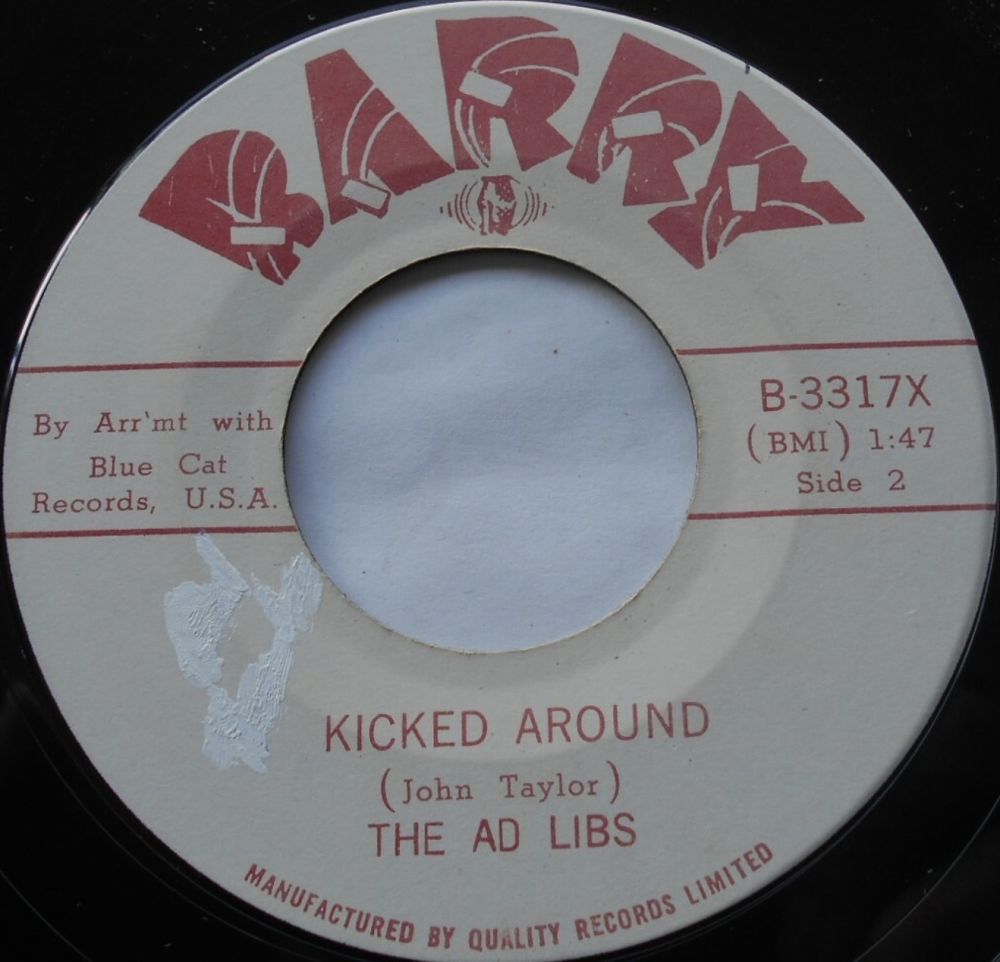 BARRY
By Arr'mt with
Blue Cat
Records, U.S.A.
B-3317X
(BMI) 1:47
Side 2
KICKED AROUND
(John Taylor)
THE AD LIBS
MANUFACTURED BY QUALITY RECORDS LIMITED